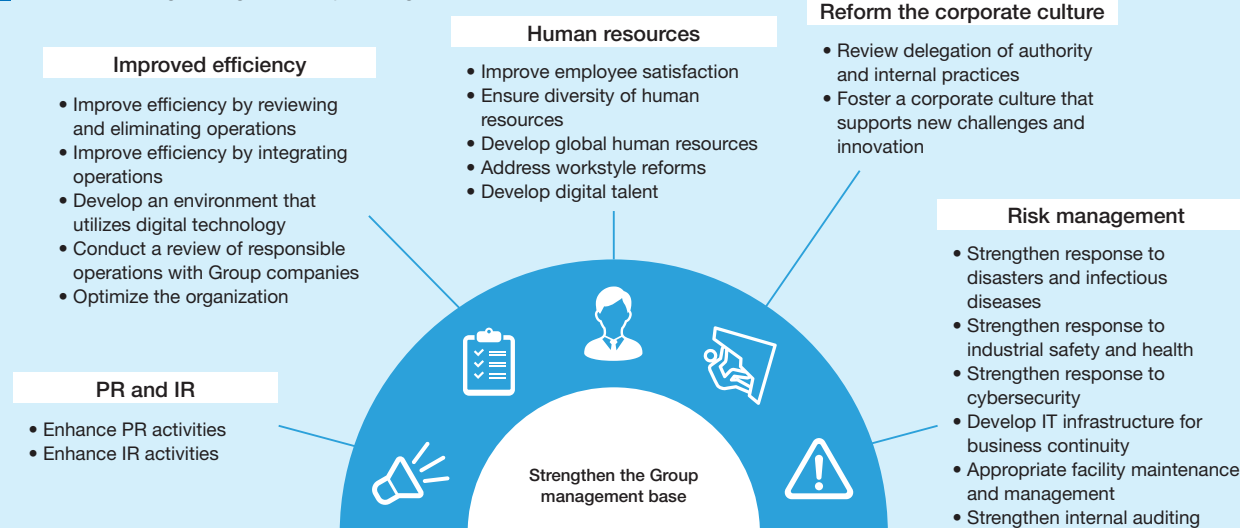 Reform the corporate culture
• Review delegation of authority
and internal practices
• Foster a corporate culture that
supports new challenges and
innovation
Human resources
• Improve employee satisfaction
• Ensure diversity of human
resources
• Develop global human resources
• Address workstyle reforms
• Develop digital talent
Improved efficiency
• Improve efficiency by reviewing
and eliminating operations
• Improve efficiency by integrating
operations
• Develop an environment that
utilizes digital technology
• Conduct a review of responsible
operations with Group companies
• Optimize the organization
Risk management
• Strengthen response to
disasters and infectious
diseases
• Strengthen response to
industrial safety and health
• Strengthen response to
cybersecurity
• Develop IT infrastructure for
business continuity
• Appropriate facility maintenance
and management
• Strengthen internal auditing
PR and IR
• Enhance PR activities
• Enhance IR activities
Strengthen the Group
management base